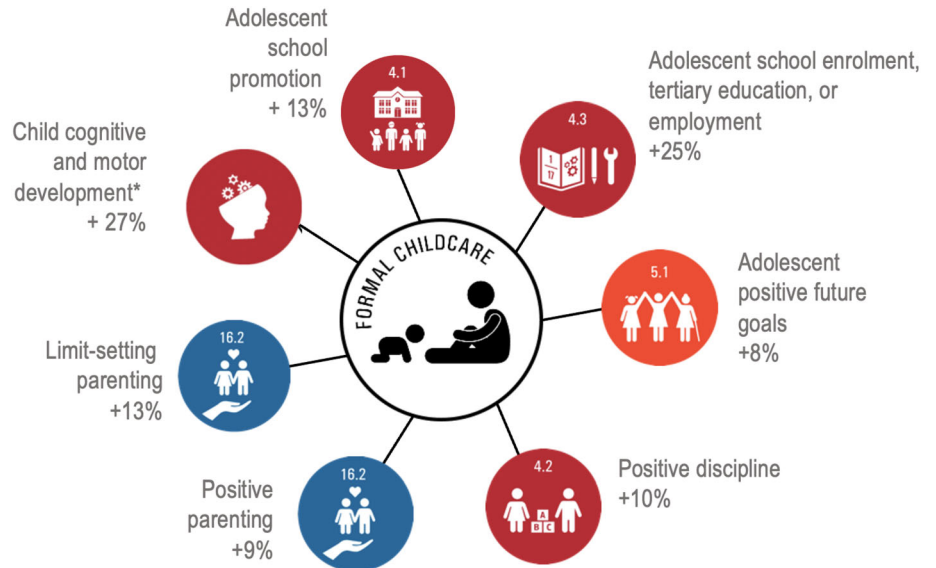 Adolescent
school
promotion
+ 13%
4.1
Adolescent school enrolment,
tertiary education, or
employment
+25%
4.3
1
17
Child cognitive
and motor
development*
+ 27%
FORMAL CHILDCARE
5.1
Adolescent
positive future
goals
+8%
16.2
Limit-setting
parenting
+13%
16.2
Positive
parenting
+9%
4.2
A
B C
Positive discipline
+10%